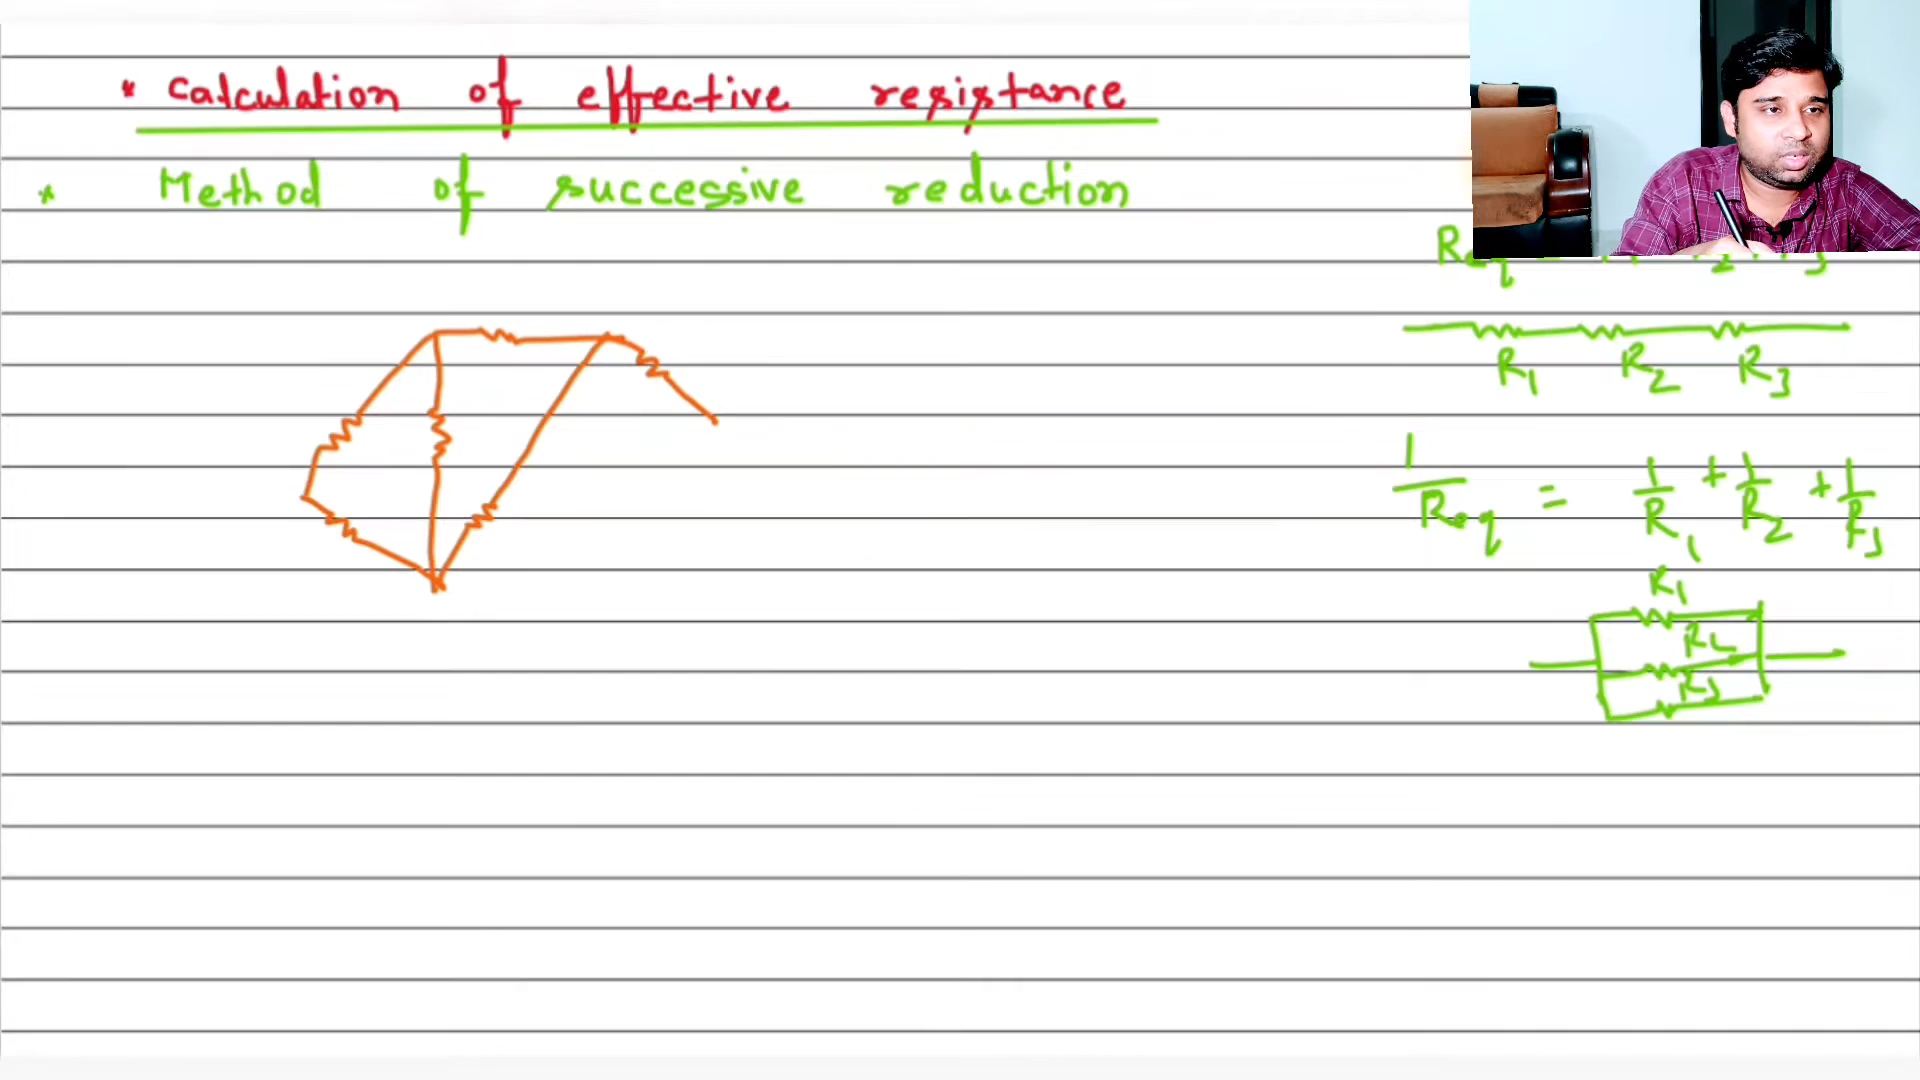 * Calculation of effective resistance
* Method of successive reduction
Req
R1 R2 R3
1/Req = 1/R1 + 1/R2 + 1/R3
R1
R2
R3